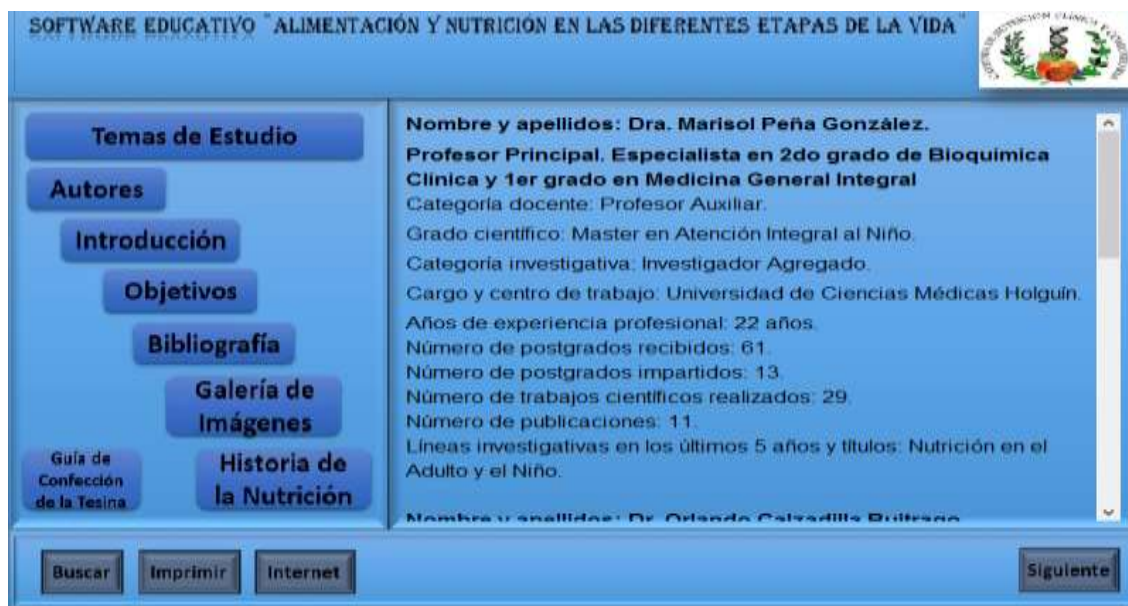 SOFTWARE EDUCATIVO "ALIMENTACIÓN Y NUTRICIÓN EN LAS DIFERENTES ETAPAS DE LA VIDA"
Temas de Estudio
Autores
Introducción
Objetivos
Bibliografía
Galería de
Imágenes
Guía de
Confección
de la Tesina
Historia de
la Nutrición
Nombre y apellidos: Dra. Marisol Peña González.
Profesor Principal. Especialista en 2do grado de Bioquímica
Clínica y 1er grado en Medicina General Integral
Categoría docente: Profesor Auxiliar.
Grado científico: Master en Atención Integral al Niño.
Categoría investigativa: Investigador Agregado.
Cargo y centro de trabajo: Universidad de Ciencias Médicas Holguín.
Años de experiencia profesional: 22 años.
Número de postgrados recibidos: 61.
Número de postgrados impartidos: 13.
Número de trabajos científicos realizados: 29.
Número de publicaciones: 11.
Líneas investigativas en los últimos 5 años y títulos: Nutrición en el
Adulto y el Niño.
Nombre y apellidos: Dr. Orlando Calzadilla Buitrago
Buscar
Imprimir
Internet
Siguiente